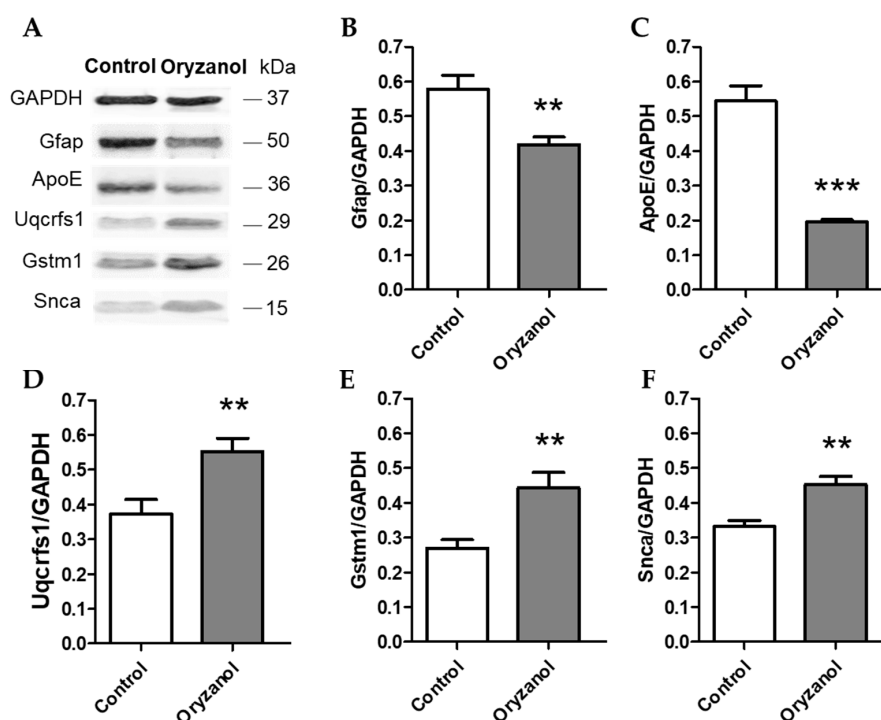 A
Control Oryzanol kDa
GAPDH — 37
Gfap — 50
ApoE — 36
Uqcrfs1 — 29
Gstm1 — 26
Snca — 15
B
Gfap/GAPDH
0.7
0.6
0.5
0.4
0.3
0.2
0.1
0.0
**
Control
Oryzanol
C
ApoE/GAPDH
0.7
0.6
0.5
0.4
0.3
0.2
0.1
0.0
***
Control
Oryzanol
D
Uqcrfs1/GAPDH
0.7
0.6
0.5
0.4
0.3
0.2
0.1
0.0
**
Control
Oryzanol
E
Gstm1/GAPDH
0.7
0.6
0.5
0.4
0.3
0.2
0.1
0.0
**
Control
Oryzanol
F
Snca/GAPDH
0.7
0.6
0.5
0.4
0.3
0.2
0.1
0.0
**
Control
Oryzanol